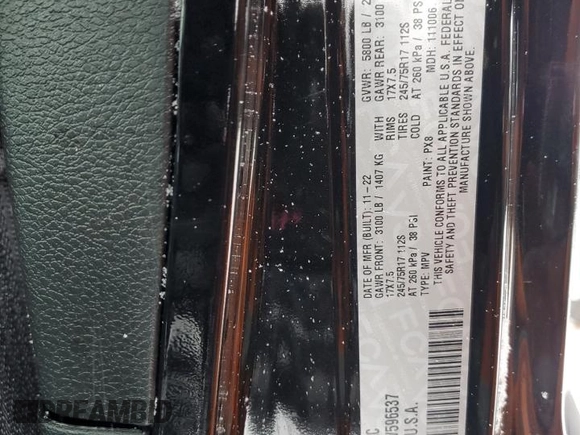 C
596537
U.S.A.
DATE OF MFR (BUILT): 11-22
GVWR: 5800 LB /
GAWR FRONT: 3100 LB / 1407 KG WITH GAWR REAR: 3100
17X7.5 RIMS 17X7.5
245/75R17 112S TIRES 245/75R17 112S
AT 260 kPa / 38 PSI COLD AT 260 kPa / 38 PS
TYPE: MPV
PAINT: PX8
MDH: 111006
THIS VEHICLE CONFORMS TO ALL APPLICABLE U.S.A. FEDERAL
SAFETY AND THEFT PREVENTION STANDARDS IN EFFECT O
MANUFACTURE SHOWN ABOVE.
DREAMBID